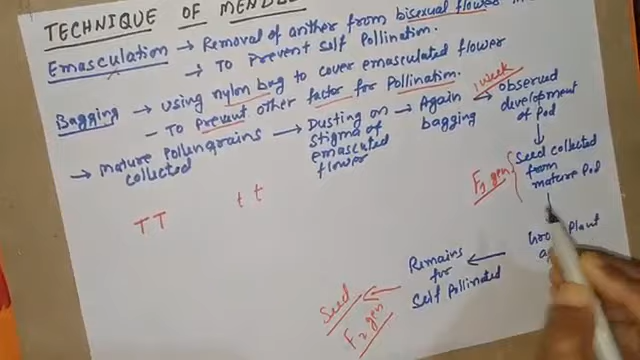 TECHNIQUE OF MENDEL
Emasculation → Removal of anther from bisexual flower
→ To Prevent Self Pollination.
Bagging → using nylon bag to cover emasculated flower
- To Prevent other factor for Pollination.
→ Mature Pollengrains collected → Dusting on stigma of emasculated flower → Again bagging
1 week
→ observed development of Pod
F1 gen
Seed collected
from
mature Pod
TT tt
Plant
Remains
for
Self Pollinated
Seed
F2 gen